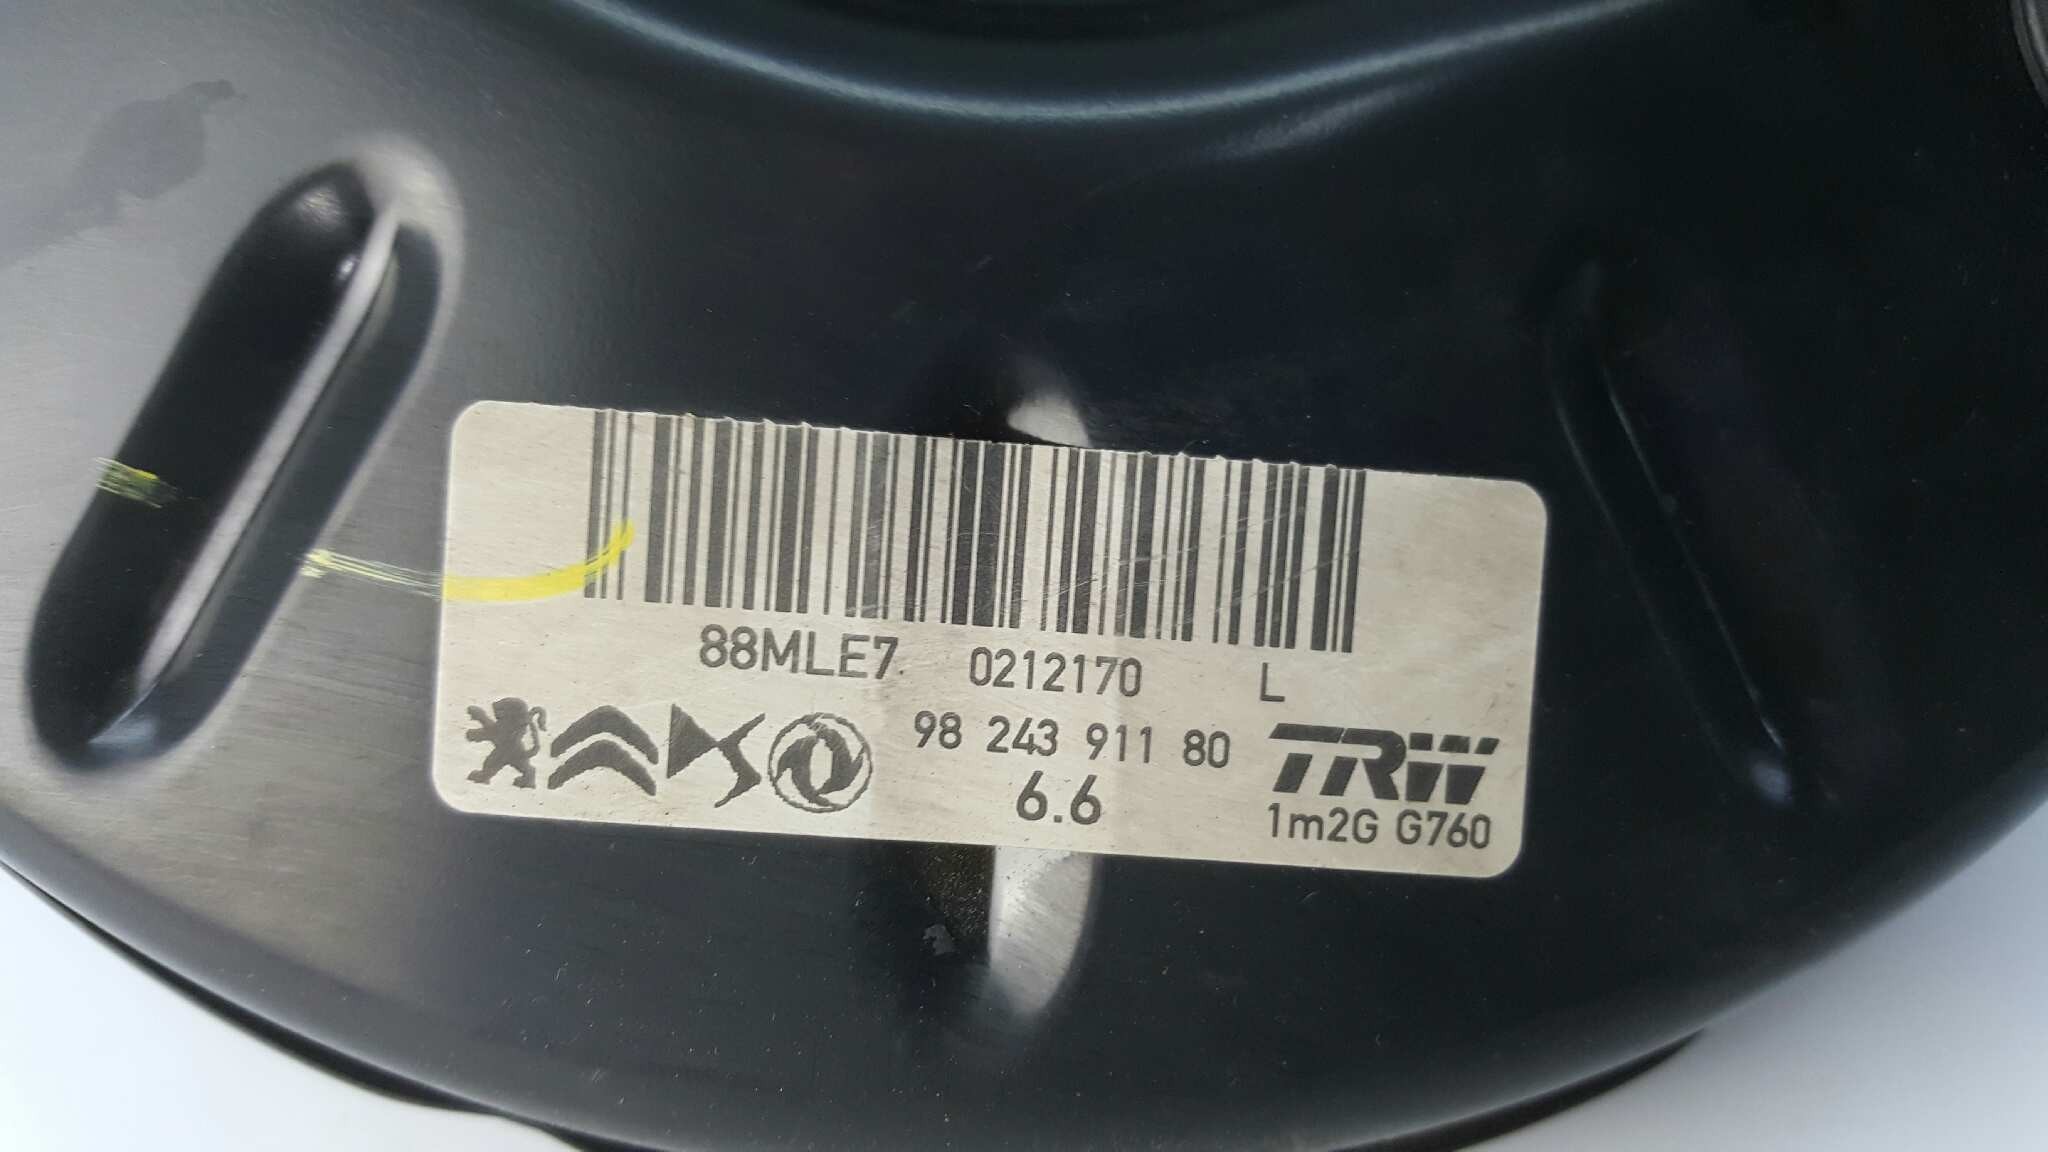 88MLE7 0212170 L
98 243 911 80 TRW
6.6 1m2G G760